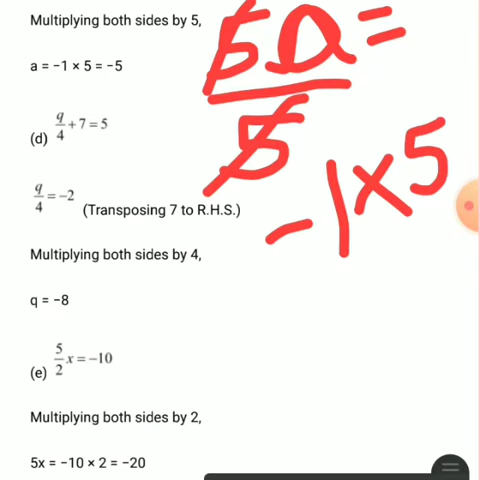 Multiplying both sides by 5,
a = −1 × 5 = −5
5a =
5
−1 × 5
(d) q/4 + 7 = 5
q/4 = −2 (Transposing 7 to R.H.S.)
Multiplying both sides by 4,
q = −8
(e) 5/2 x = −10
Multiplying both sides by 2,
5x = −10 × 2 = −20